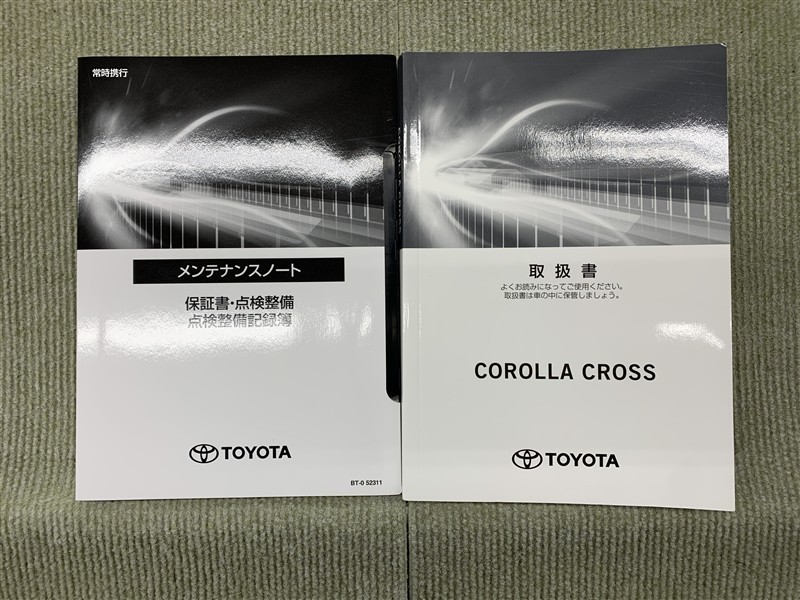 常時携行
メンテナンスノート
保証書・点検整備
点検整備記録簿
TOYOTA
BT-0 52311
取扱書
よくお読みになってご使用ください。
取扱書は車の中に保管しましょう。
COROLLA CROSS
TOYOTA